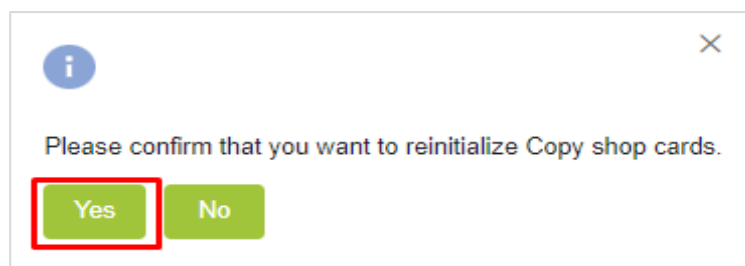 i
Please confirm that you want to reinitialize Copy shop cards.
Yes No